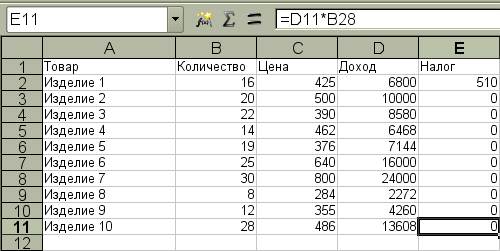 E11 Σ = =D11*B28
A B C D E
1 Товар Количество Цена Доход Налог
2 Изделие 1 16 425 6800 510
3 Изделие 2 20 500 10000 0
4 Изделие 3 22 390 8580 0
5 Изделие 4 14 462 6468 0
6 Изделие 5 19 376 7144 0
7 Изделие 6 25 640 16000 0
8 Изделие 7 30 800 24000 0
9 Изделие 8 8 284 2272 0
10 Изделие 9 12 355 4260 0
11 Изделие 10 28 486 13608 0
12